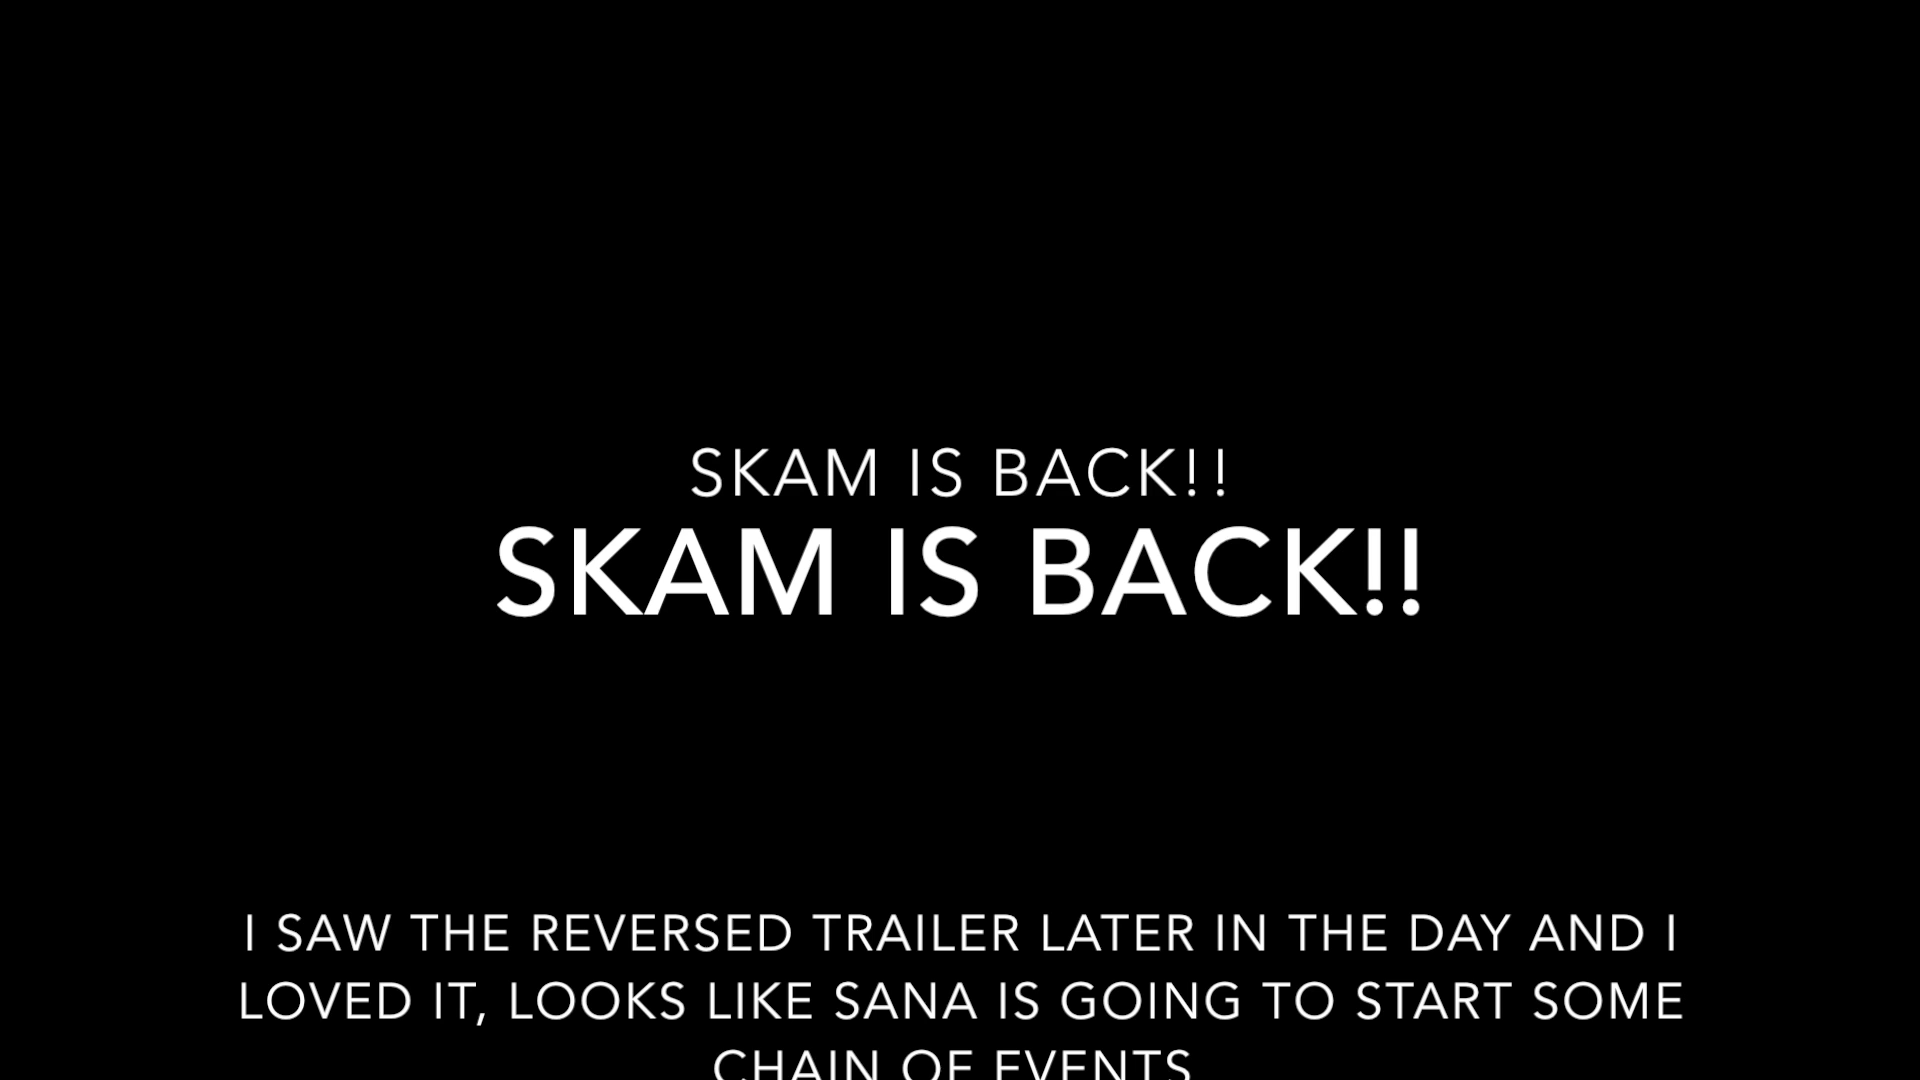 SKAM IS BACK!!
SKAM IS BACK!!
I SAW THE REVERSED TRAILER LATER IN THE DAY AND I
LOVED IT, LOOKS LIKE SANA IS GOING TO START SOME
CHAIN OF EVENTS